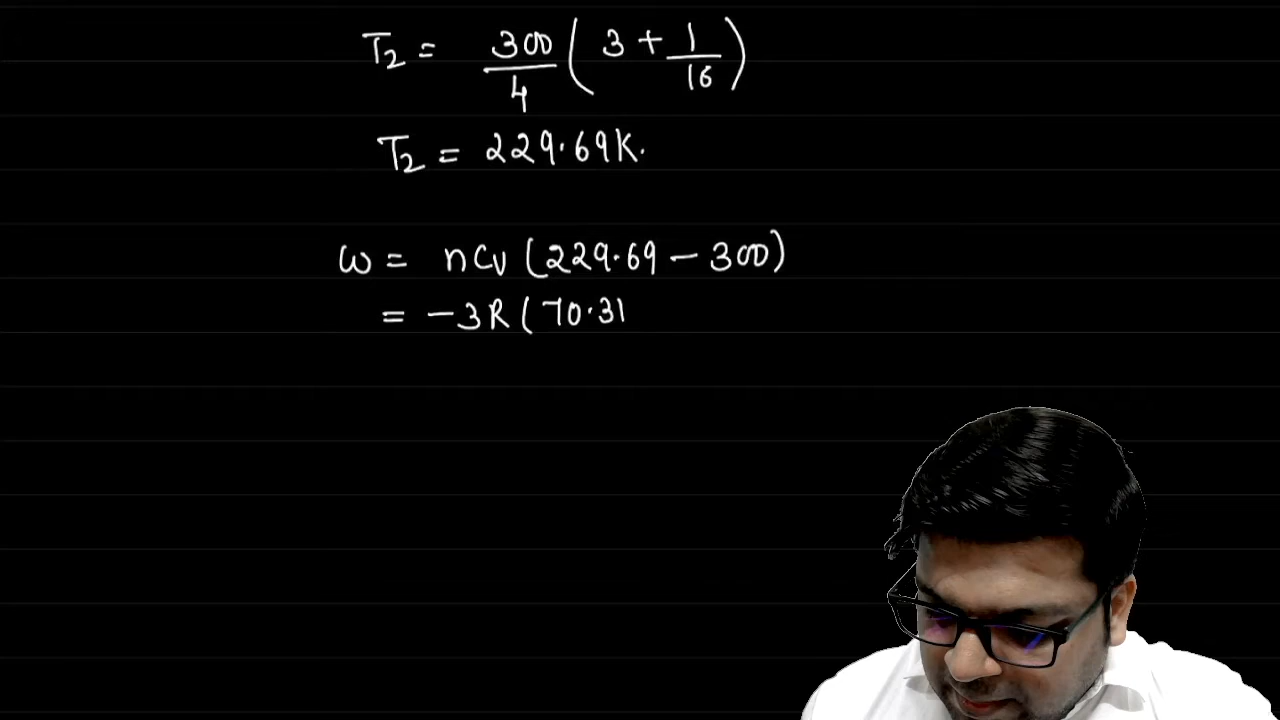 T₂ = 300/4 ( 3 + 1/16 )
T₂ = 229.69K.
ω = nCv (229.69 – 300)
= –3R ( 70.31